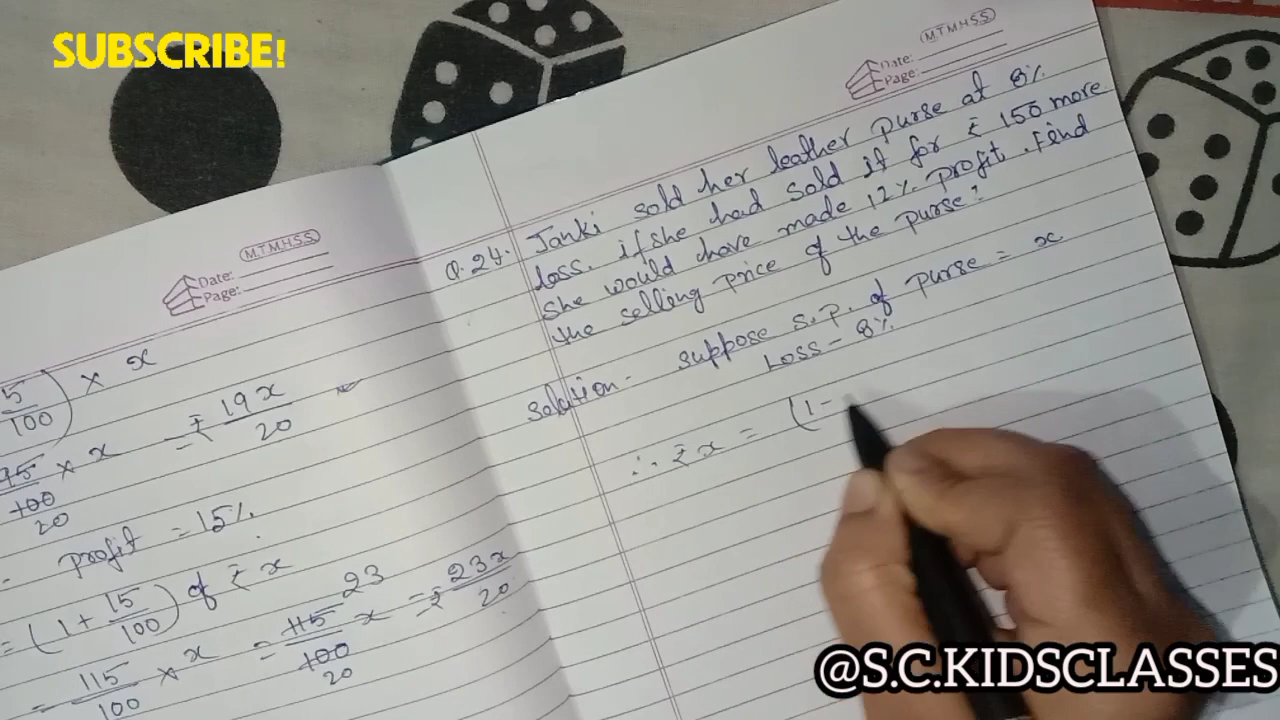 SUBSCRIBE!
M.T.M.H.S.S
Date:
Page:
5/100) × x
95/100 × x = ₹ 19x/20
20
Profit = 15%.
= (1 + 15/100) of ₹ x
= 115/100 × x = 115/100 x = ₹ 23x/20
23
20
M.T.M.H.S.S
Date:
Page:
Q.24. Janki sold her leather purse at 8%
loss. if she had sold it for ₹ 150 more
she would have made 12%. profit. Find
the selling price of the purse?
Solution- suppose S.P. of purse = x
Loss - 8%.
∴ ₹ x = (1-
@S.C.KIDSCLASSES